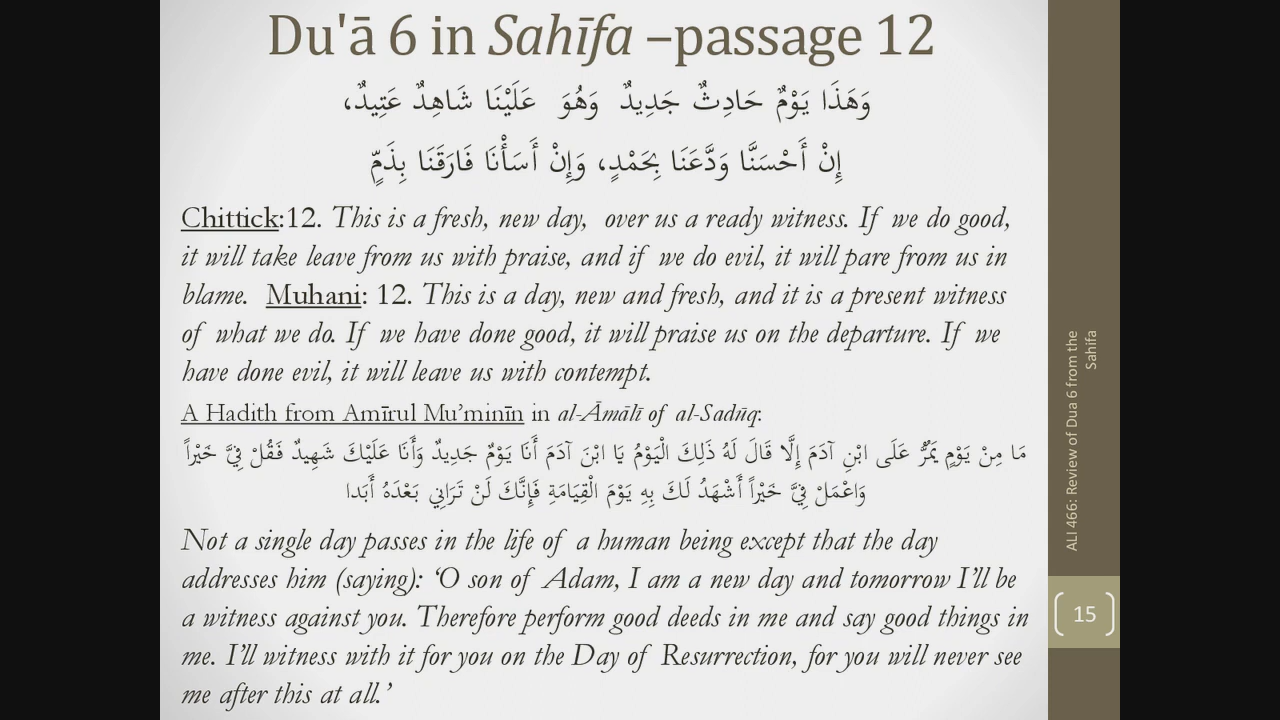 Du'ā 6 in Sahīfa –passage 12
وَهَذَا يَوْمٌ حَادِثٌ جَدِيدٌ وَهُوَ عَلَيْنَا شَاهِدٌ عَتِيدٌ،
إِنْ أَحْسَنَّا وَدَّعَنَا بِحَمْدٍ، وَإِنْ أَسَأْنَا فَارَقَنَا بِذَمٍّ
Chittick:12. This is a fresh, new day, over us a ready witness. If we do good,
it will take leave from us with praise, and if we do evil, it will pare from us in
blame. Muhani: 12. This is a day, new and fresh, and it is a present witness
of what we do. If we have done good, it will praise us on the departure. If we
have done evil, it will leave us with contempt.
A Hadith from Amīrul Mu’minīn in al-Āmālī of al-Sadūq:
مَا مِنْ يَوْمٍ يَمُرُّ عَلَى ابْنِ آدَمَ إِلَّا قَالَ لَهُ ذَلِكَ الْيَوْمُ يَا ابْنَ آدَمَ أَنَا يَوْمٌ جَدِيدٌ وَأَنَا عَلَيْكَ شَهِيدٌ فَقُلْ فِيَّ خَيْراً
وَاعْمَلْ فِيَّ خَيْراً أَشْهَدُ لَكَ بِهِ يَوْمَ الْقِيَامَةِ فَإِنَّكَ لَنْ تَرَانِي بَعْدَهُ أَبَدا
Not a single day passes in the life of a human being except that the day
addresses him (saying): ‘O son of Adam, I am a new day and tomorrow I’ll be
a witness against you. Therefore perform good deeds in me and say good things in
me. I’ll witness with it for you on the Day of Resurrection, for you will never see
me after this at all.’
ALI 466: Review of Dua 6 from the
Sahifa
15